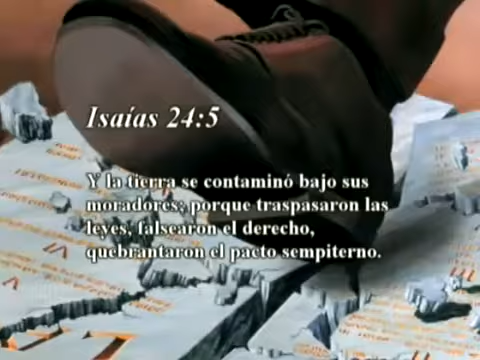 Isaías 24:5
Y la tierra se contaminó bajo sus
moradores; porque traspasaron las
leyes, falsearon el derecho,
quebrantaron el pacto sempiterno.